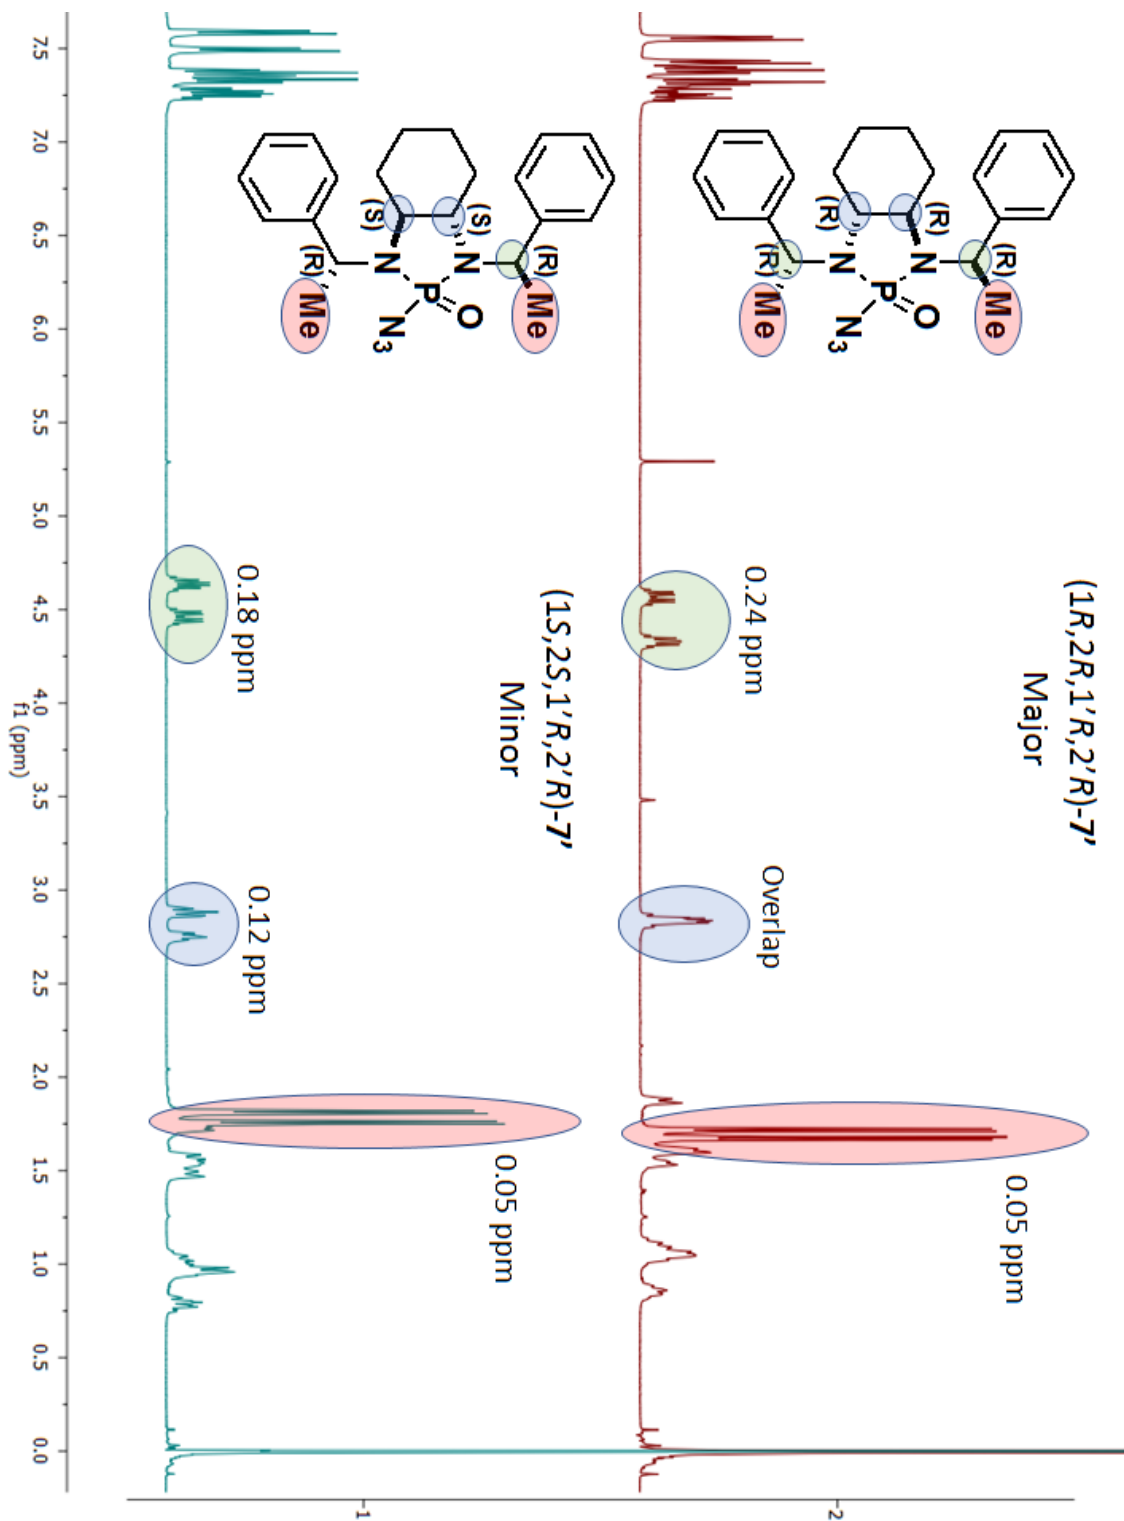 (1R,2R,1'R,2'R)-7'
Major
0.24 ppm
Overlap
0.05 ppm
(R)
(R)
(R)
(R)
N
N
P
O
N3
Me
Me
2
(1S,2S,1'R,2'R)-7'
Minor
0.18 ppm
0.12 ppm
0.05 ppm
(S)
(S)
(R)
(R)
N
N
P
O
N3
Me
Me
1
7.5 7.0 6.5 6.0 5.5 5.0 4.5 4.0 3.5 3.0 2.5 2.0 1.5 1.0 0.5 0.0
f1 (ppm)